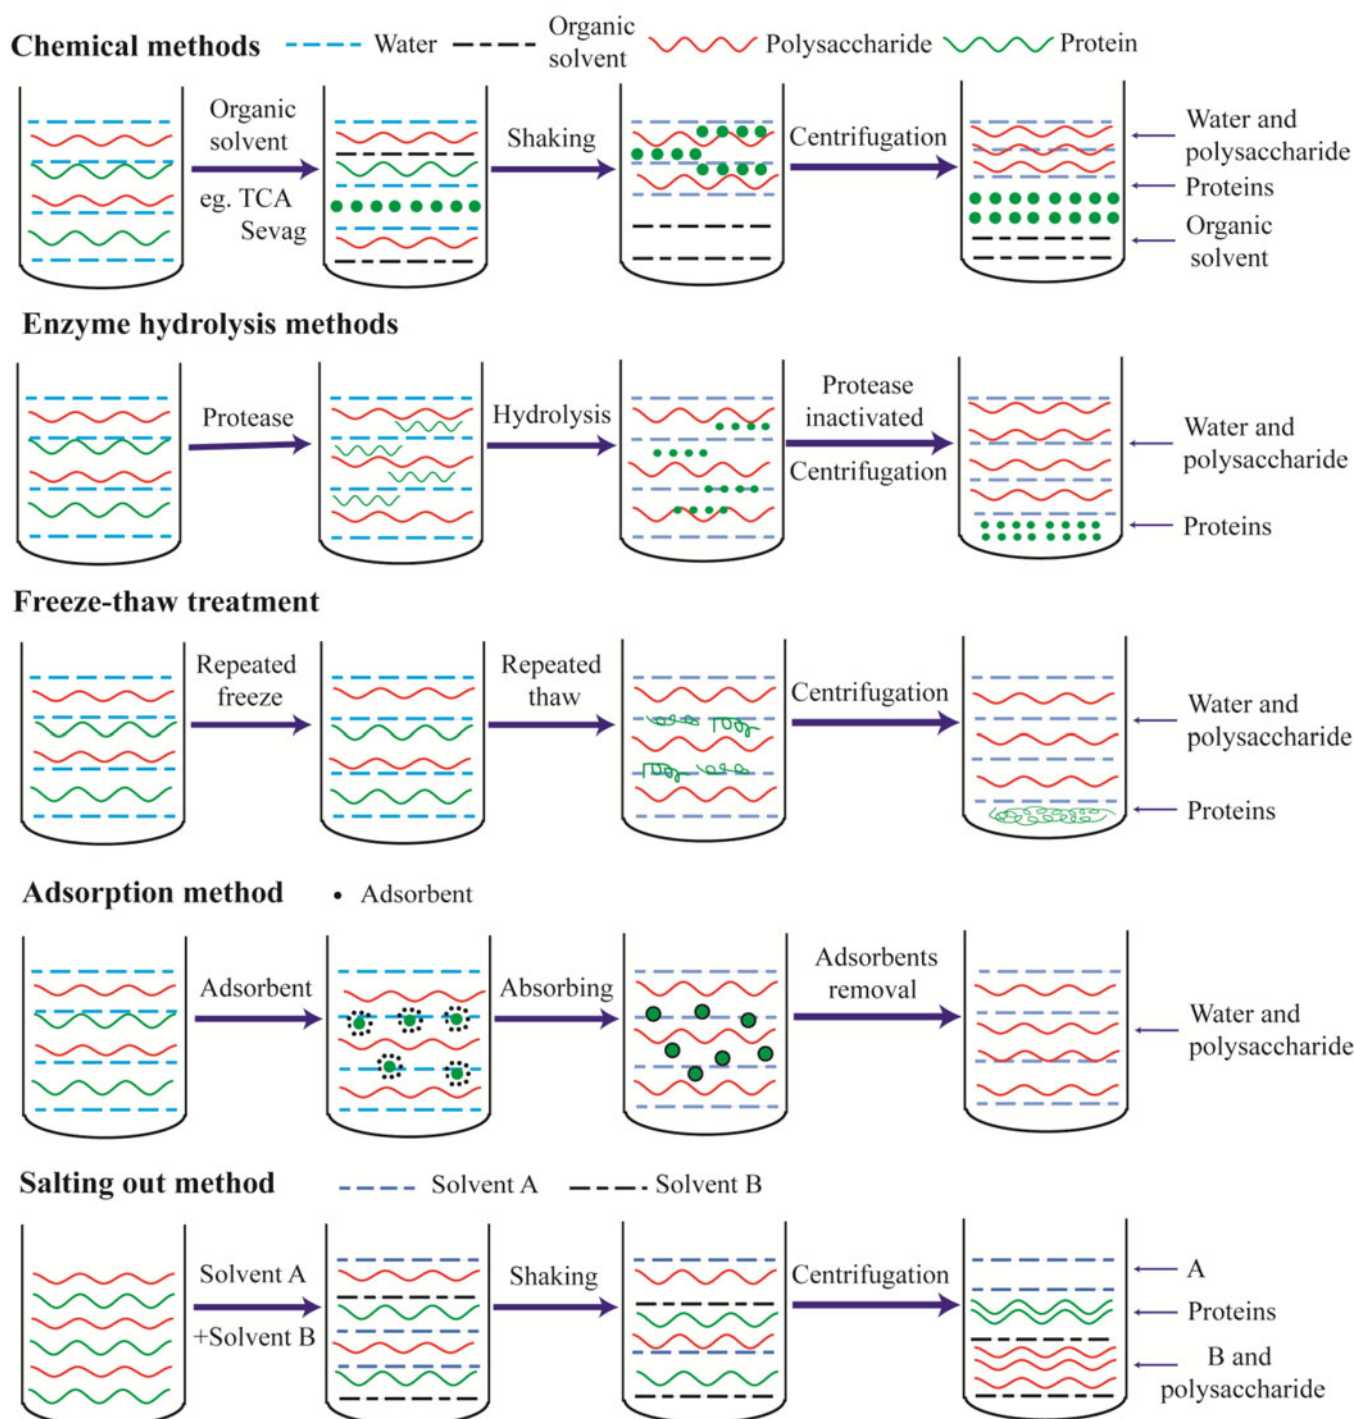 Chemical methods
Water
Organic
solvent
Polysaccharide
Protein
Organic
solvent
eg. TCA
Sevag
Shaking
Centrifugation
Water and
polysaccharide
Proteins
Organic
solvent
Enzyme hydrolysis methods
Protease
Hydrolysis
Protease
inactivated
Centrifugation
Water and
polysaccharide
Proteins
Freeze-thaw treatment
Repeated
freeze
Repeated
thaw
Centrifugation
Water and
polysaccharide
Proteins
Adsorption method
Adsorbent
Adsorbent
Absorbing
Adsorbents
removal
Water and
polysaccharide
Salting out method
Solvent A
Solvent B
Solvent A
+Solvent B
Shaking
Centrifugation
A
Proteins
B and
polysaccharide